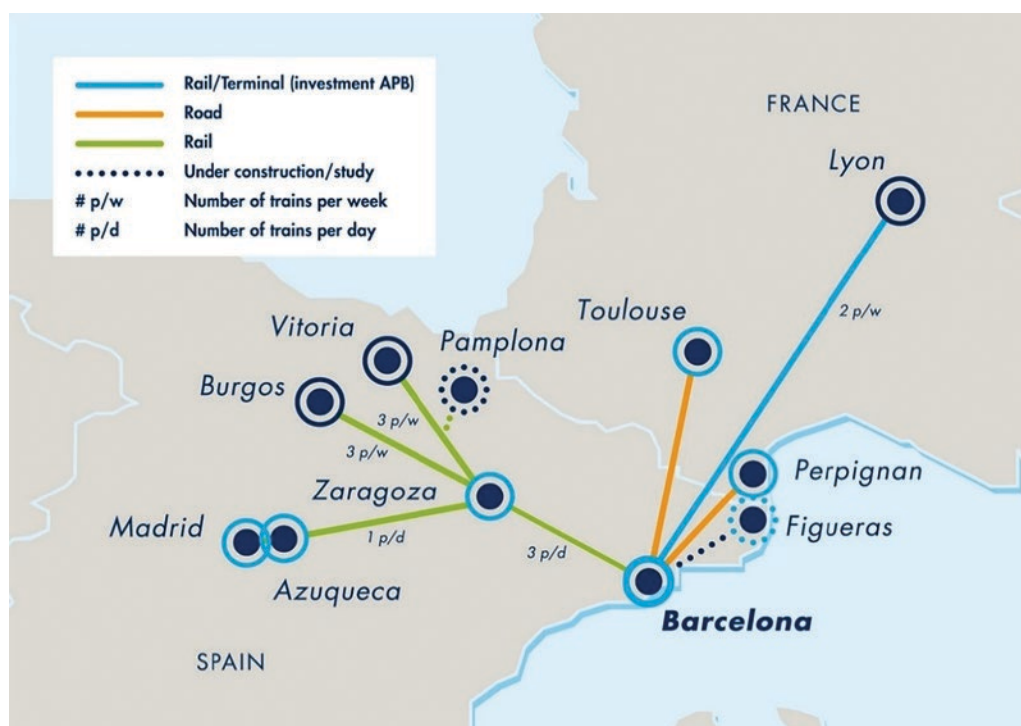 Rail/Terminal (investment APB)
Road
Rail
Under construction/study
# p/w Number of trains per week
# p/d Number of trains per day
FRANCE
Lyon
2 p/w
Toulouse
Vitoria
Pamplona
Burgos
3 p/w
3 p/w
Zaragoza
Perpignan
Figueras
Madrid
1 p/d
3 p/d
Azuqueca
Barcelona
SPAIN